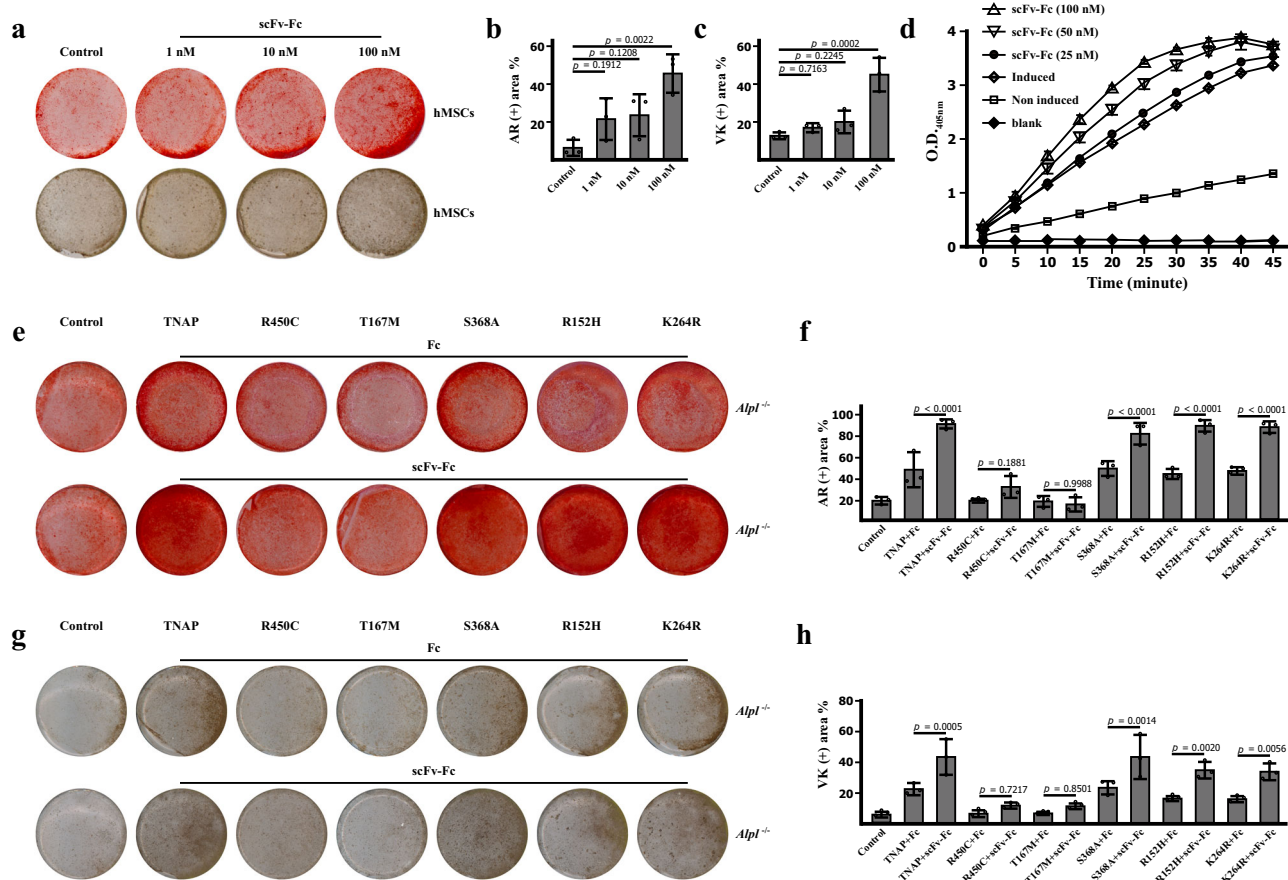 a
scFv-Fc
Control 1 nM 10 nM 100 nM
hMSCs
hMSCs
b
AR (+) area %
60
40
20
p = 0.0022
p = 0.1208
p = 0.1912
Control
1 nM
10 nM
100 nM
c
VK (+) area %
60
40
20
p = 0.0002
p = 0.2245
p = 0.7163
Control
1 nM
10 nM
100 nM
d
scFv-Fc (100 nM)
scFv-Fc (50 nM)
scFv-Fc (25 nM)
Induced
Non induced
blank
O.D.405nm
4
3
2
1
0
0 5 10 15 20 25 30 35 40 45
Time (minute)
e
Control TNAP R450C T167M S368A R152H K264R
Fc
Alpl -/-
scFv-Fc
Alpl -/-
f
AR (+) area %
100
80
60
40
20
p < 0.0001
p = 0.1881
p = 0.9988
p < 0.0001
p < 0.0001
p < 0.0001
Control
TNAP+Fc
TNAP+scFv-Fc
R450C+Fc
R450C+scFv-Fc
T167M+Fc
T167M+scFv-Fc
S368A+Fc
S368A+scFv-Fc
R152H+Fc
R152H+scFv-Fc
K264R+Fc
K264R+scFv-Fc
g
Control TNAP R450C T167M S368A R152H K264R
Fc
Alpl -/-
scFv-Fc
Alpl -/-
h
VK (+) area %
80
60
40
20
p = 0.0005
p = 0.7217
p = 0.8501
p = 0.0014
p = 0.0020
p = 0.0056
Control
TNAP+Fc
TNAP+scFv-Fc
R450C+Fc
R450C+scFv-Fc
T167M+Fc
T167M+scFv-Fc
S368A+Fc
S368A+scFv-Fc
R152H+Fc
R152H+scFv-Fc
K264R+Fc
K264R+scFv-Fc